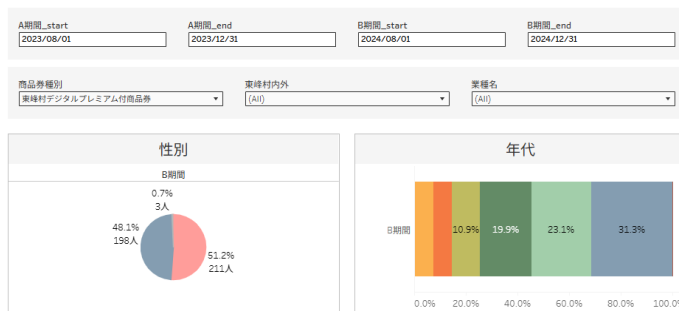 A期間_start A期間_end B期間_start B期間_end
2023/08/01 2023/12/31 2024/08/01 2024/12/31
商品券種別 東峰村内外 業種名
東峰村デジタルプレミアム付商品券 (All) (All)
性別
B期間
0.7%
3人
48.1%
198人
51.2%
211人
年代
B期間
10.9% 19.9% 23.1% 31.3%
0.0% 20.0% 40.0% 60.0% 80.0% 100.0